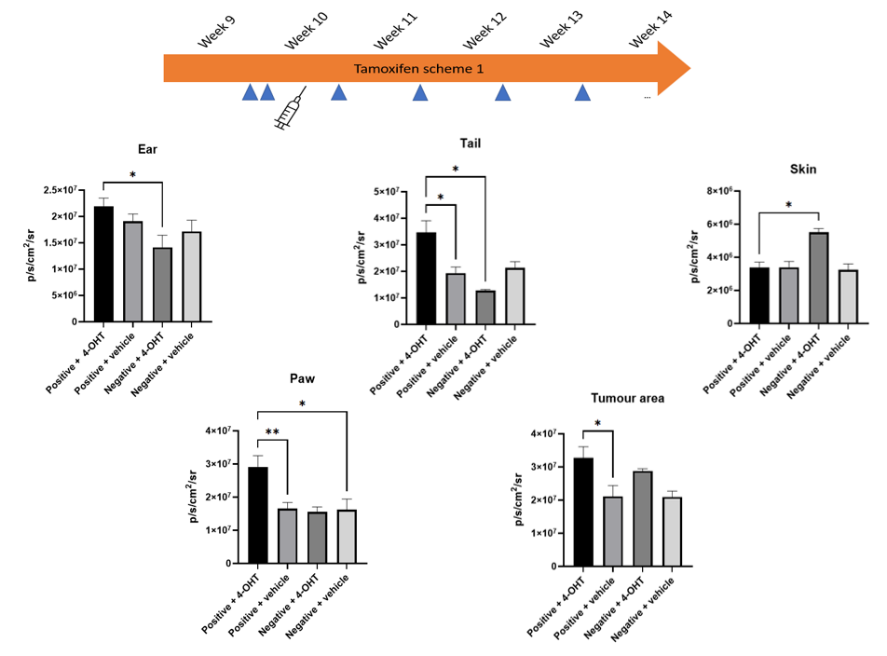 Week 9
Week 10
Week 11
Week 12
Week 13
Week 14
Tamoxifen scheme 1
...
Ear
p/s/cm²/sr
2.5×10⁷
2×10⁷
1.5×10⁷
1×10⁷
5×10⁶
0
*
Positive + 4-OHT
Positive + vehicle
Negative + 4-OHT
Negative + vehicle
Tail
p/s/cm²/sr
5×10⁷
4×10⁷
3×10⁷
2×10⁷
1×10⁷
0
*
*
Positive + 4-OHT
Positive + vehicle
Negative + 4-OHT
Negative + vehicle
Skin
p/s/cm²/sr
8×10⁶
6×10⁶
4×10⁶
2×10⁶
0
*
Positive + 4-OHT
Positive + vehicle
Negative + 4-OHT
Negative + vehicle
Paw
p/s/cm²/sr
4×10⁷
3×10⁷
2×10⁷
1×10⁷
0
*
**
Positive + 4-OHT
Positive + vehicle
Negative + 4-OHT
Negative + vehicle
Tumour area
p/s/cm²/sr
4×10⁷
3×10⁷
2×10⁷
1×10⁷
0
*
Positive + 4-OHT
Positive + vehicle
Negative + 4-OHT
Negative + vehicle